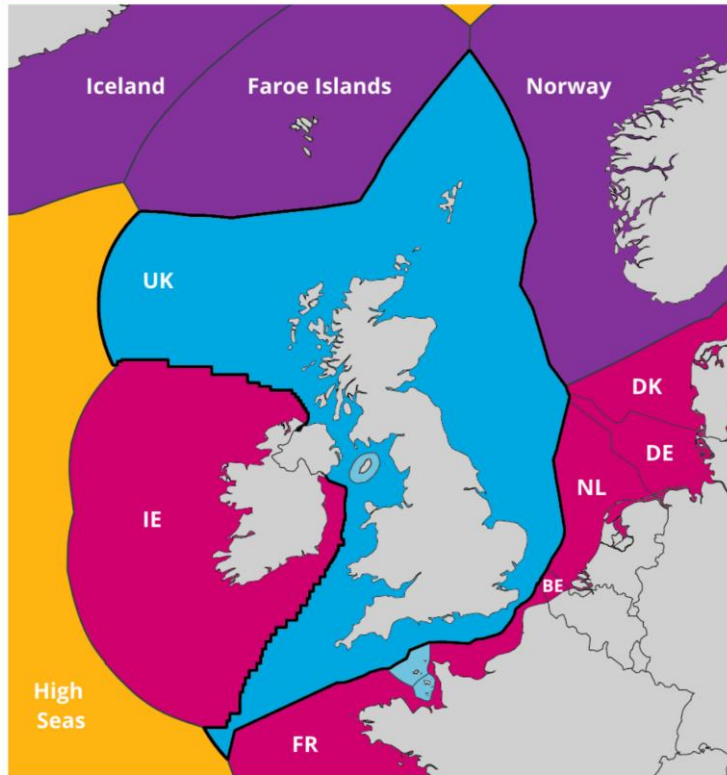 Iceland
Faroe Islands
Norway
UK
DK
DE
NL
IE
BE
High
Seas
FR